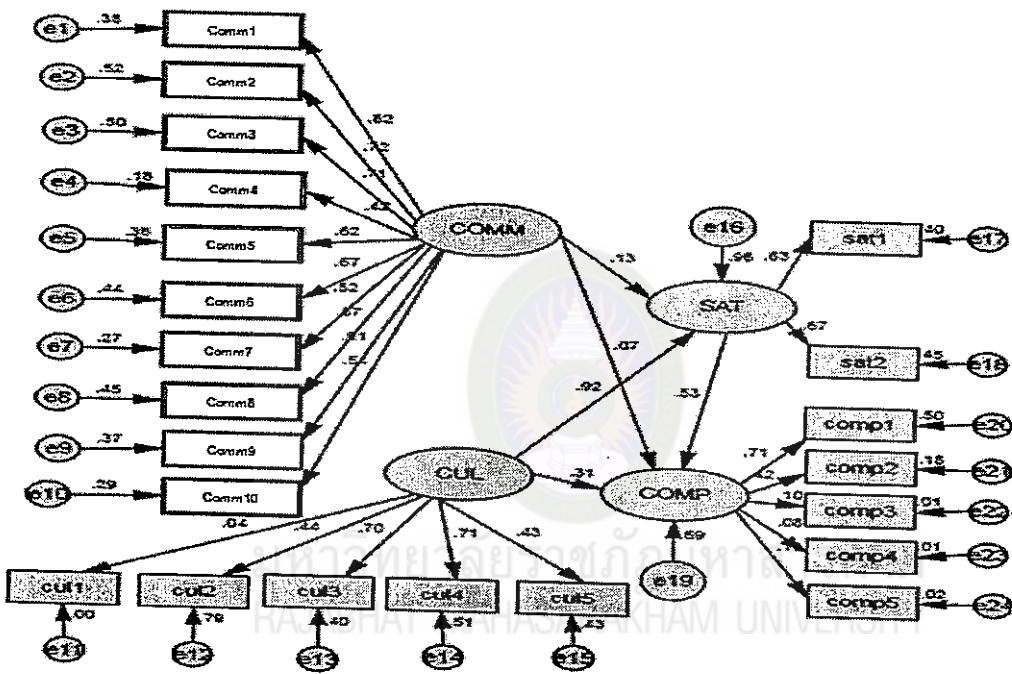 e1 .38 Comm1
e2 .52 Comm2
e3 .50 Comm3
e4 .18 Comm4
e5 .38 Comm5
e6 .44 Comm6
e7 .27 Comm7
e8 .45 Comm8
e9 .37 Comm9
e10 .29 Comm10
.62
.72
.71
.42
.62
.67
.52
.67
COMM
.13
.07
e16
.96
SAT
.63
sat1
.40
e17
.67
sat2
.45
e18
.92
.53
CUL
.31
COMP
.69
e19
.71
comp1
.50
e20
comp2
.18
e21
.10
comp3
.01
e22
.08
comp4
.01
e23
comp5
.02
e24
.04
.44
.70
.71
.43
cul1
cul2
cul3
cul4
cul5
.00
.79
.40
.51
.43
e11
e12
e13
e14
e15